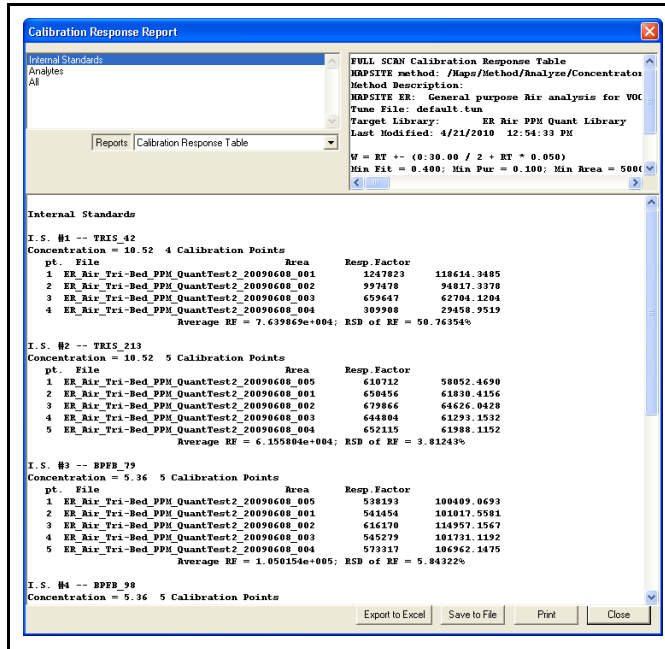 Calibration Response Report
Internal Standards
Analytes
All
Reports Calibration Response Table
FULL SCAN Calibration Response Table
HAPSITE method: /Haps/Method/Analyze/Concentrator
Method Description:
HAPSITE ER: General purpose Air analysis for VOC
Tune File: default.tun
Target Library: ER Air PPM Quant Library
Last Modified: 4/21/2010 12:54:33 PM
W = RT +- (0:30.00 / 2 + RT * 0.050)
Min Fit = 0.400; Min Pur = 0.100; Min Area = 5000
Internal Standards
I.S. #1 -- TRIS_42
Concentration = 10.52 4 Calibration Points
pt. File Area Resp.Factor
1 ER_Air_Tri-Bed_PPM_QuantTest2_20090608_001 1247823 118614.3485
2 ER_Air_Tri-Bed_PPM_QuantTest2_20090608_002 997478 94817.3378
3 ER_Air_Tri-Bed_PPM_QuantTest2_20090608_003 659647 62704.1204
4 ER_Air_Tri-Bed_PPM_QuantTest2_20090608_004 309908 29458.9519
Average RF = 7.639869e+004; RSD of RF = 50.76354%
I.S. #2 -- TRIS_213
Concentration = 10.52 5 Calibration Points
pt. File Area Resp.Factor
1 ER_Air_Tri-Bed_PPM_QuantTest2_20090608_005 610712 58052.4690
2 ER_Air_Tri-Bed_PPM_QuantTest2_20090608_001 650456 61830.4156
3 ER_Air_Tri-Bed_PPM_QuantTest2_20090608_002 679866 64626.0428
4 ER_Air_Tri-Bed_PPM_QuantTest2_20090608_003 644804 61293.1532
5 ER_Air_Tri-Bed_PPM_QuantTest2_20090608_004 652115 61988.1152
Average RF = 6.155804e+004; RSD of RF = 3.81243%
I.S. #3 -- BPFB_79
Concentration = 5.36 5 Calibration Points
pt. File Area Resp.Factor
1 ER_Air_Tri-Bed_PPM_QuantTest2_20090608_005 538193 100409.0693
2 ER_Air_Tri-Bed_PPM_QuantTest2_20090608_001 541454 101017.5581
3 ER_Air_Tri-Bed_PPM_QuantTest2_20090608_002 616170 114957.1567
4 ER_Air_Tri-Bed_PPM_QuantTest2_20090608_003 545279 101731.1192
5 ER_Air_Tri-Bed_PPM_QuantTest2_20090608_004 573317 106962.1475
Average RF = 1.050154e+005; RSD of RF = 5.84322%
I.S. #4 -- BPFB_98
Concentration = 5.36 5 Calibration Points
Export to Excel Save to File Print Close